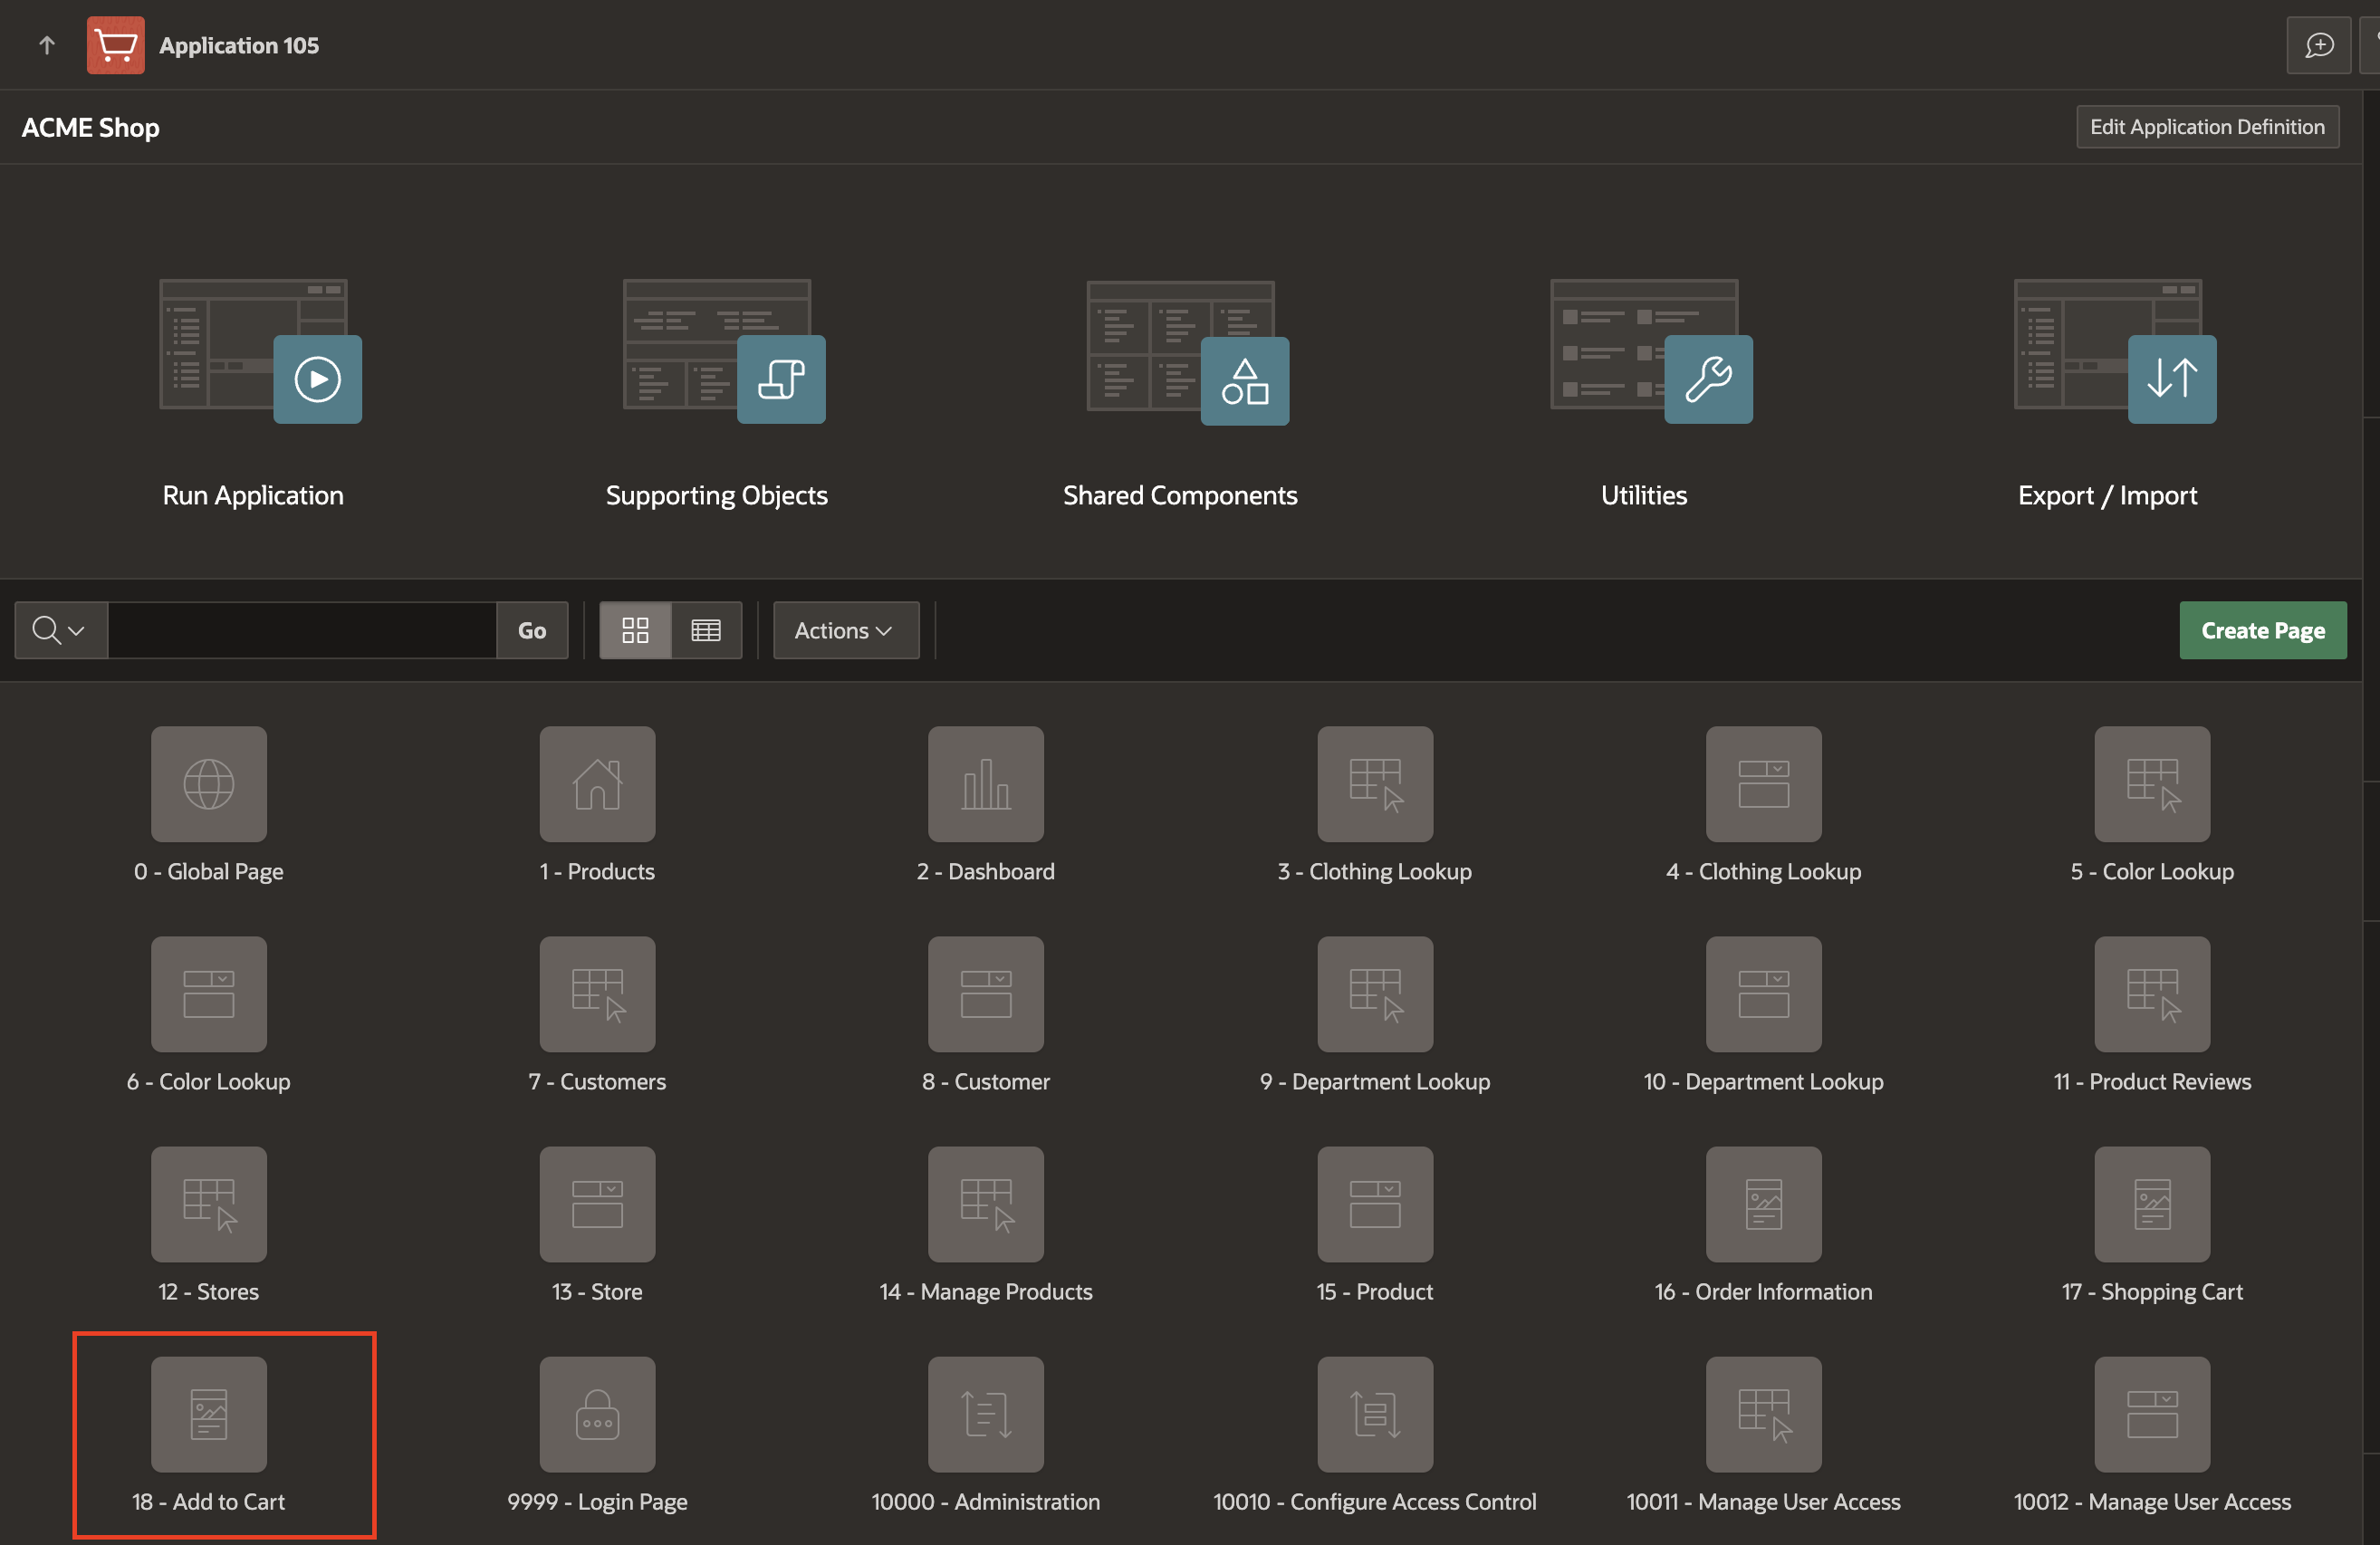 Application 105
ACME Shop
Edit Application Definition
Run Application
Supporting Objects
Shared Components
Utilities
Export / Import
Go
Actions
Create Page
0 - Global Page
1 - Products
2 - Dashboard
3 - Clothing Lookup
4 - Clothing Lookup
5 - Color Lookup
6 - Color Lookup
7 - Customers
8 - Customer
9 - Department Lookup
10 - Department Lookup
11 - Product Reviews
12 - Stores
13 - Store
14 - Manage Products
15 - Product
16 - Order Information
17 - Shopping Cart
18 - Add to Cart
9999 - Login Page
10000 - Administration
10010 - Configure Access Control
10011 - Manage User Access
10012 - Manage User Access